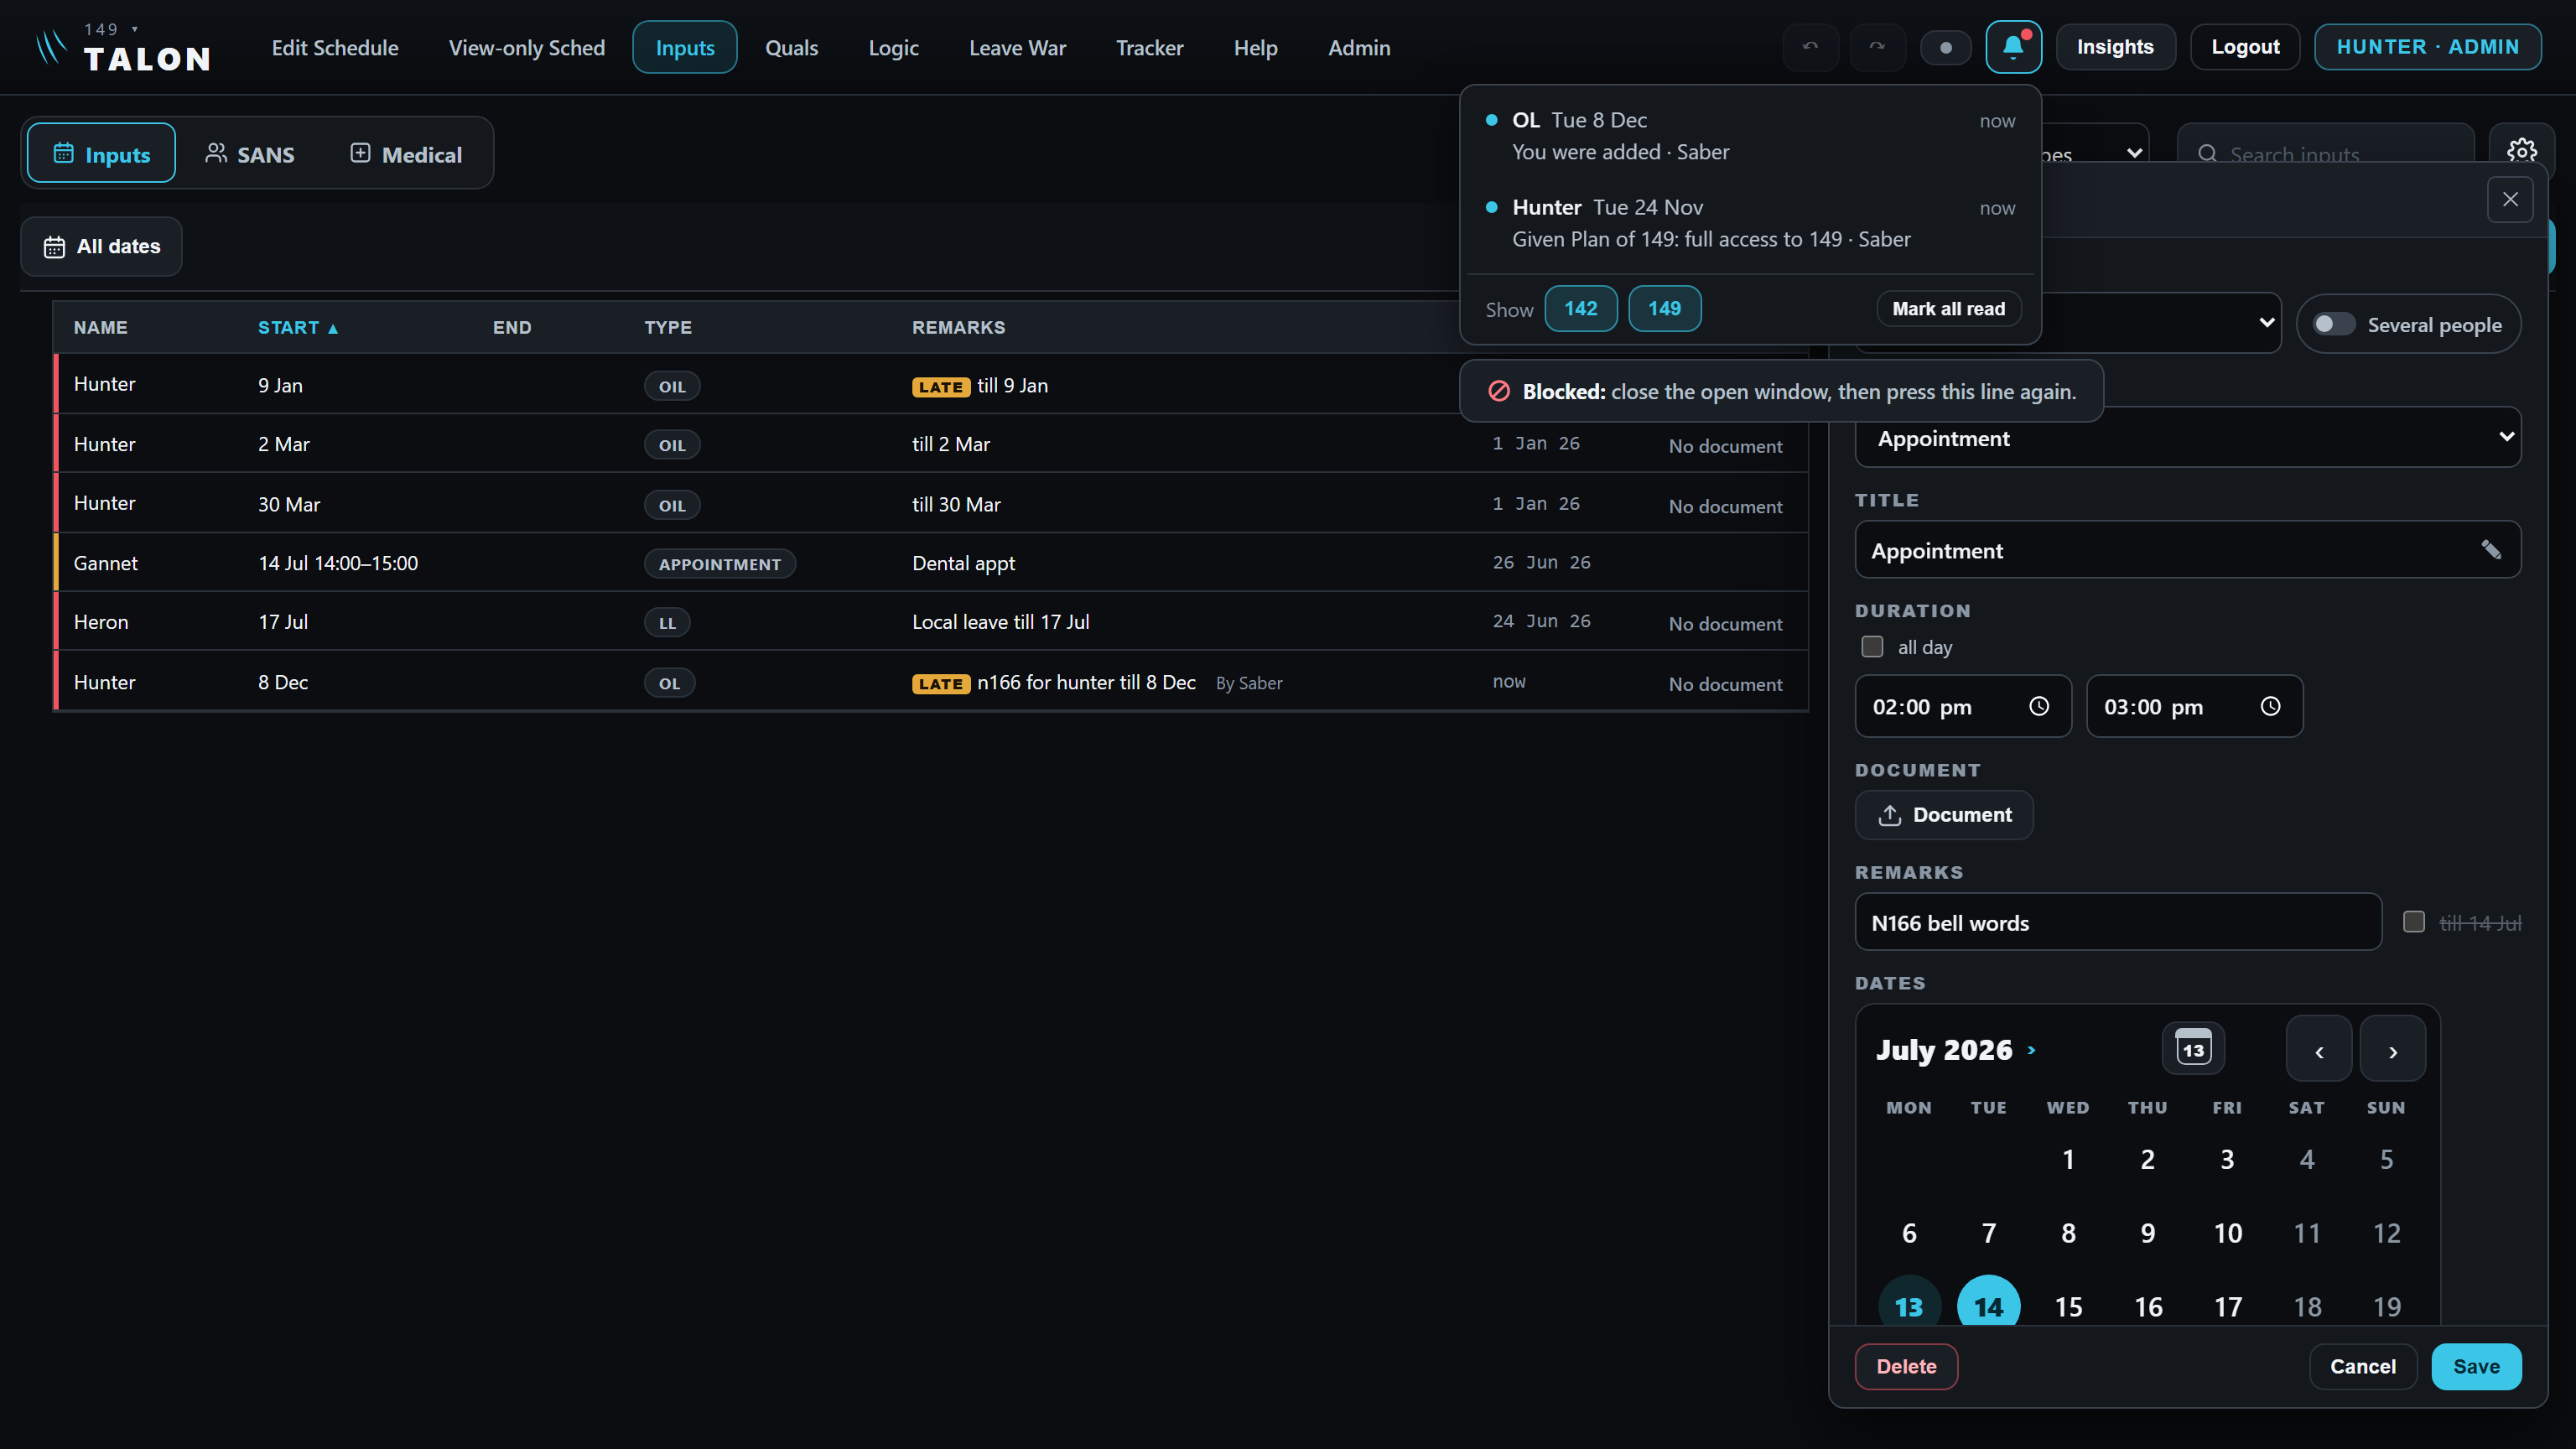 149 ▾
TALON
Edit Schedule
View-only Sched
Inputs
Quals
Logic
Leave War
Tracker
Help
Admin
Insights
Logout
HUNTER · ADMIN
Inputs
SANS
Medical
Search inputs
All dates
OL Tue 8 Dec now
You were added · Saber
Hunter Tue 24 Nov now
Given Plan of 149: full access to 149 · Saber
Show 142 149 Mark all read
Blocked: close the open window, then press this line again.
NAME START ▲ END TYPE REMARKS
Hunter 9 Jan OIL LATE till 9 Jan
Hunter 2 Mar OIL till 2 Mar 1 Jan 26 No document
Hunter 30 Mar OIL till 30 Mar 1 Jan 26 No document
Gannet 14 Jul 14:00–15:00 APPOINTMENT Dental appt 26 Jun 26
Heron 17 Jul LL Local leave till 17 Jul 24 Jun 26 No document
Hunter 8 Dec OL LATE n166 for hunter till 8 Dec By Saber now No document
Several people
Appointment
TITLE
Appointment
DURATION
all day
02:00 pm 03:00 pm
DOCUMENT
Document
REMARKS
N166 bell words till 14 Jul
DATES
July 2026 › 13 ‹ ›
MON TUE WED THU FRI SAT SUN
1 2 3 4 5
6 7 8 9 10 11 12
13 14 15 16 17 18 19
Delete Cancel Save